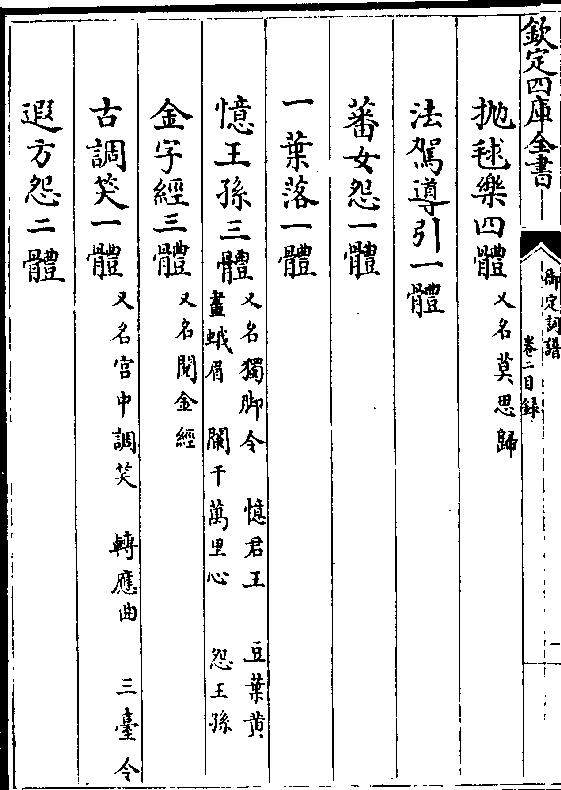 欽定四庫全書
御定詞譜
卷二目録
一
拋毬樂四體 又名莫思歸
法駕導引一體
蕃女怨一體
一葉落一體
憶王孫三體 又名獨脚令 憶君王 豆葉黄
畫蛾眉 闌干萬里心 怨王孫
金字經三體 又名閱金經
古調笑一體 又名宫中調笑 轉應曲 三臺令
遐方怨二體